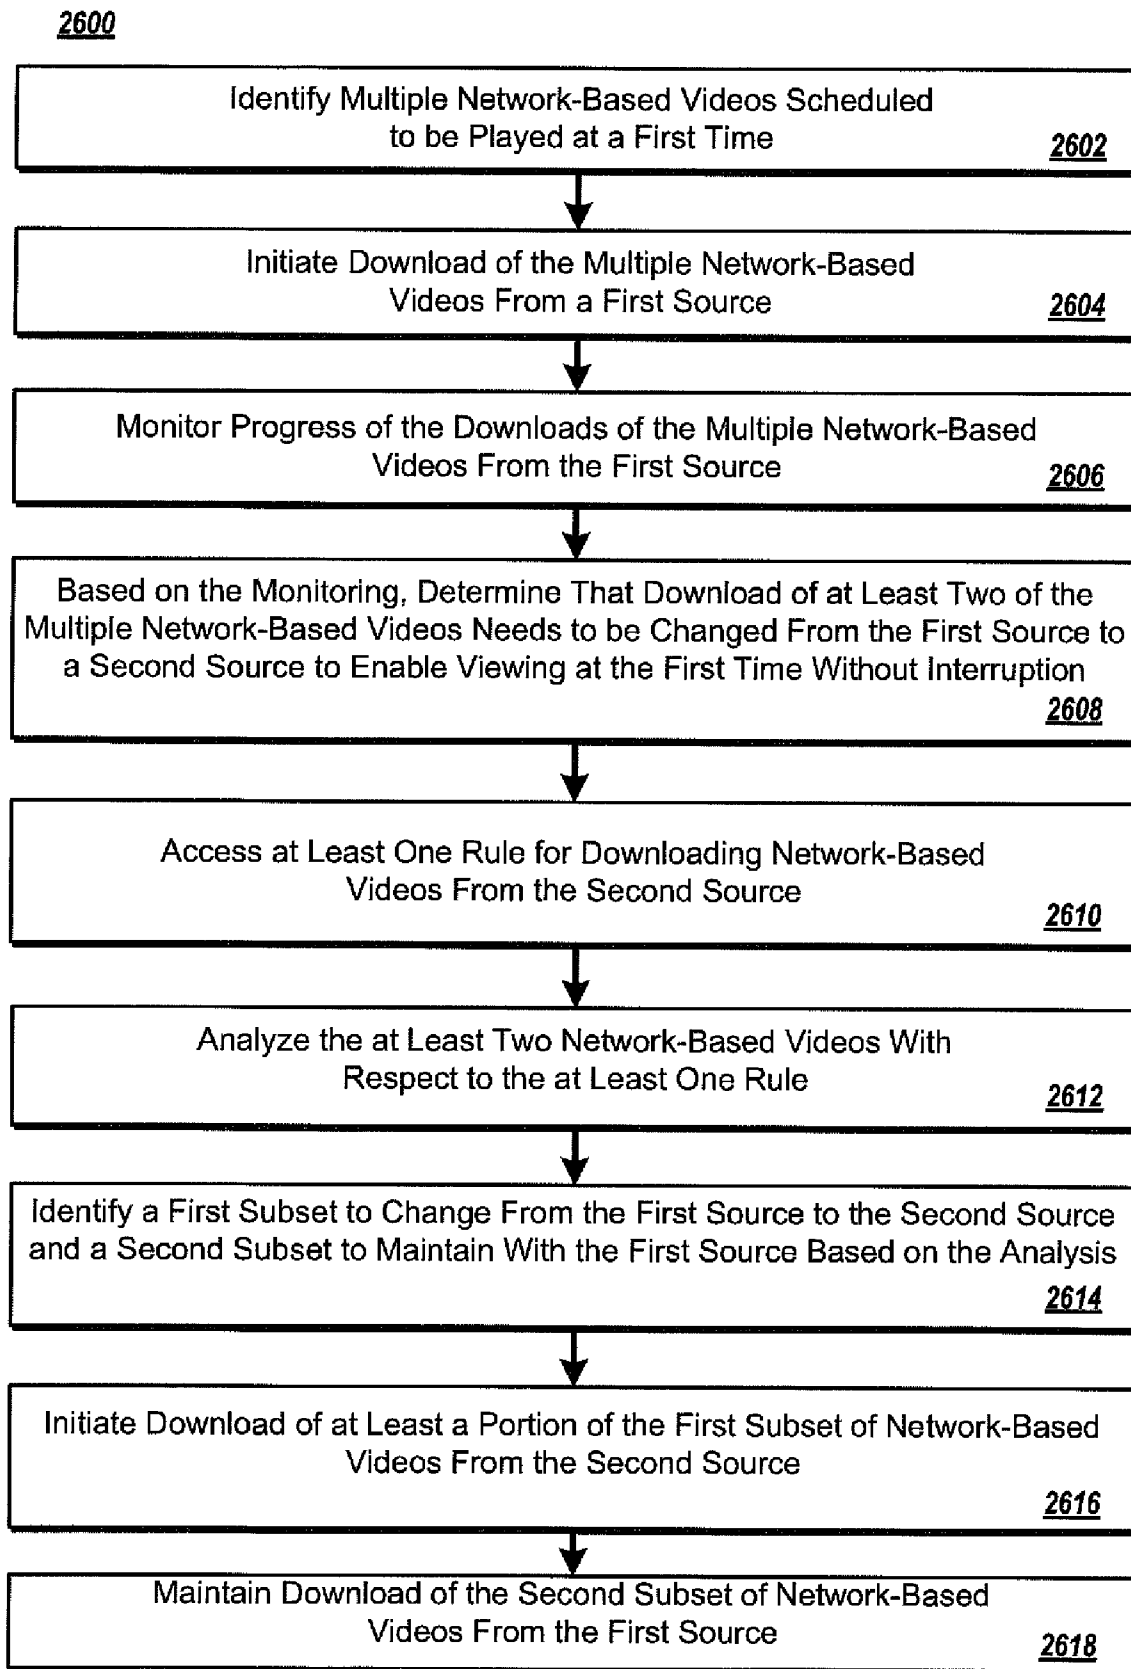 2600
Identify Multiple Network-Based Videos Scheduled
to be Played at a First Time
2602
Initiate Download of the Multiple Network-Based
Videos From a First Source
2604
Monitor Progress of the Downloads of the Multiple Network-Based
Videos From the First Source
2606
Based on the Monitoring, Determine That Download of at Least Two of the
Multiple Network-Based Videos Needs to be Changed From the First Source to
a Second Source to Enable Viewing at the First Time Without Interruption
2608
Access at Least One Rule for Downloading Network-Based
Videos From the Second Source
2610
Analyze the at Least Two Network-Based Videos With
Respect to the at Least One Rule
2612
Identify a First Subset to Change From the First Source to the Second Source
and a Second Subset to Maintain With the First Source Based on the Analysis
2614
Initiate Download of at Least a Portion of the First Subset of Network-Based
Videos From the Second Source
2616
Maintain Download of the Second Subset of Network-Based
Videos From the First Source
2618